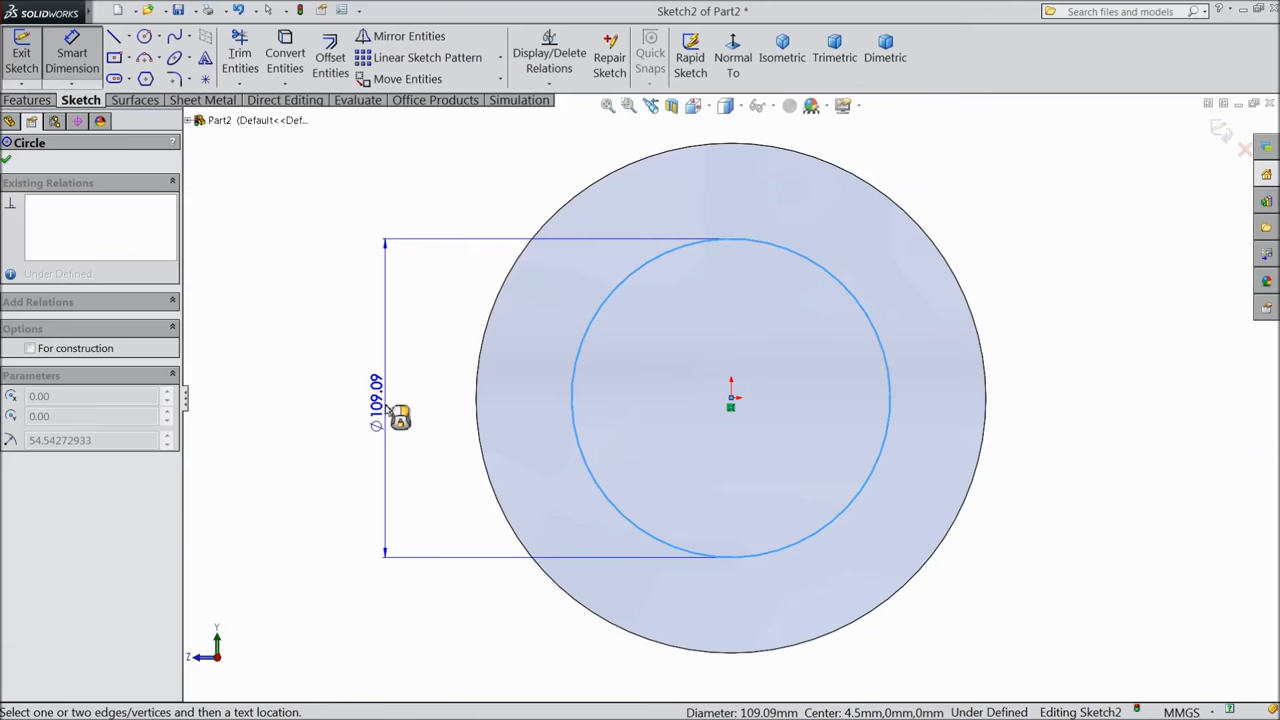 SOLIDWORKS
Sketch2 of Part2 *
Search files and models
Exit Sketch
Smart Dimension
Trim Entities
Convert Entities
Offset Entities
Mirror Entities
Linear Sketch Pattern
Move Entities
Display/Delete Relations
Repair Sketch
Quick Snaps
Rapid Sketch
Normal To
Isometric
Trimetric
Dimetric
Features
Sketch
Surfaces
Sheet Metal
Direct Editing
Evaluate
Office Products
Simulation
Part2 (Default<<Def...
Circle
?
Existing Relations
Under Defined
Add Relations
Options
For construction
Parameters
0.00
0.00
54.54272933
∅109.09
Y
Z
Select one or two edges/vertices and then a text location.
Diameter: 109.09mm Center: 4.5mm,0mm,0mm Under Defined Editing Sketch2 MMGS